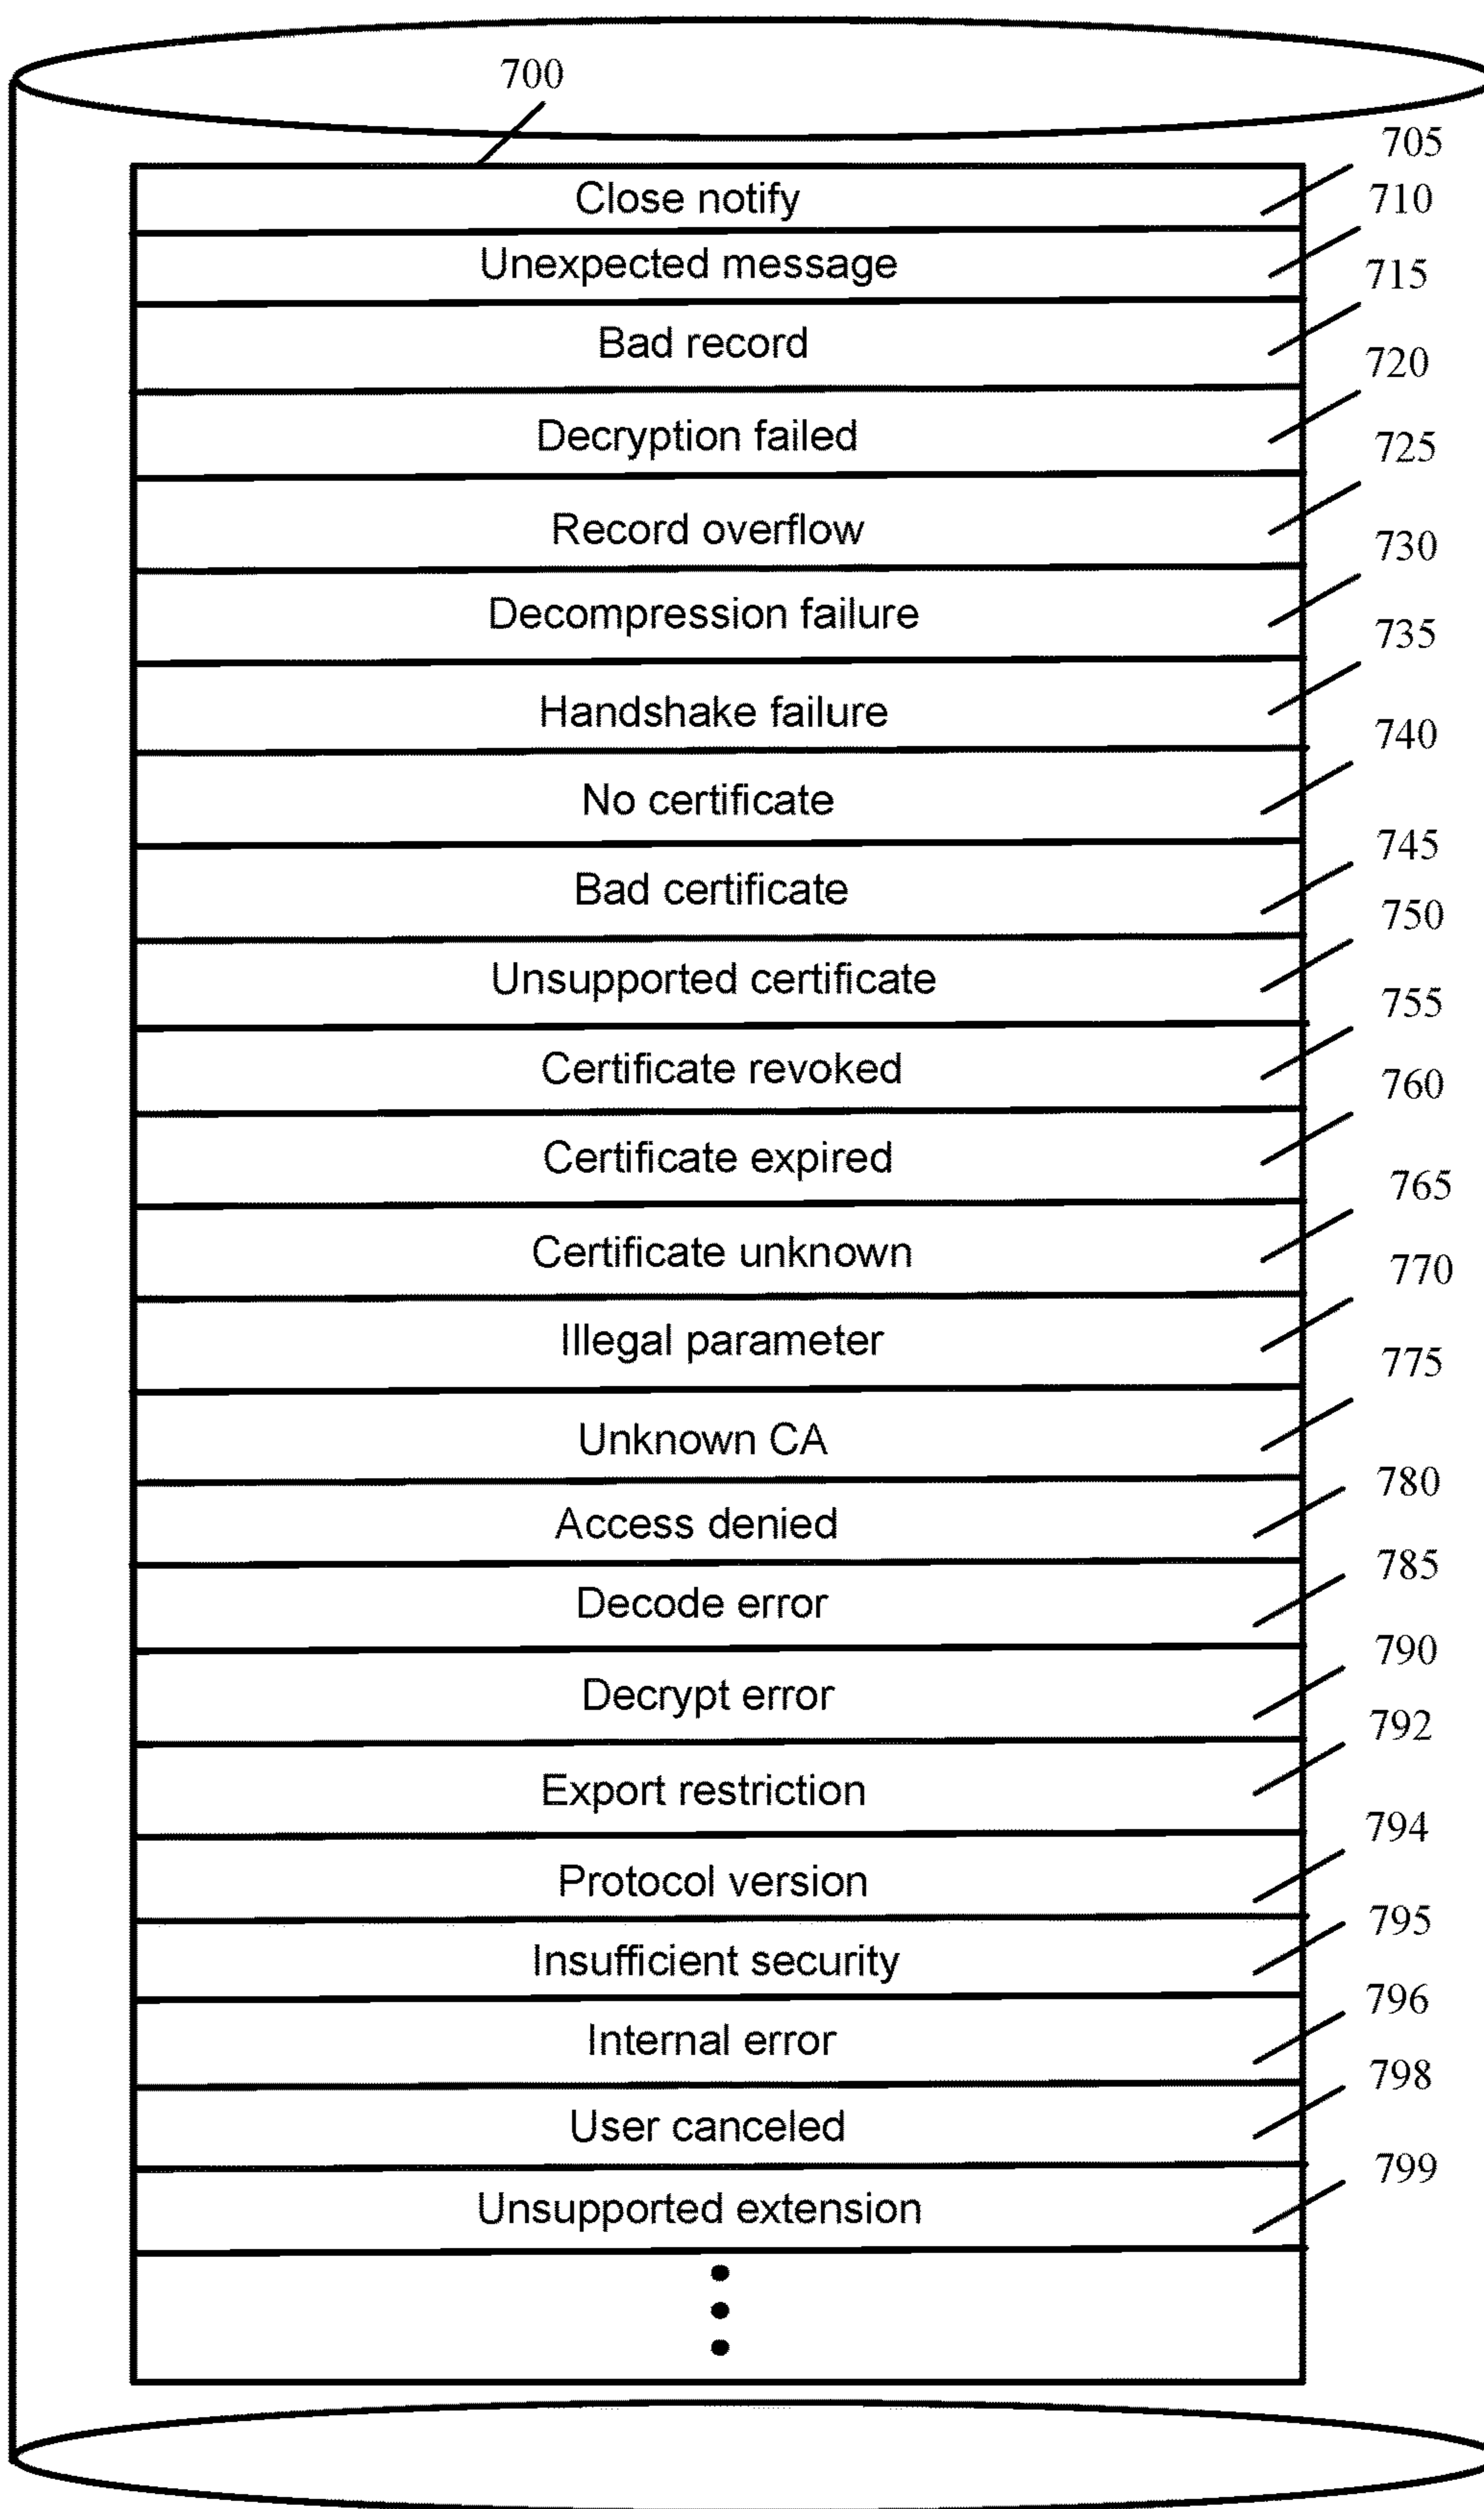 700
705
Close notify
710
Unexpected message
715
Bad record
720
Decryption failed
725
Record overflow
730
Decompression failure
735
Handshake failure
740
No certificate
745
Bad certificate
750
Unsupported certificate
755
Certificate revoked
760
Certificate expired
765
Certificate unknown
770
Illegal parameter
775
Unknown CA
780
Access denied
785
Decode error
790
Decrypt error
792
Export restriction
794
Protocol version
795
Insufficient security
796
Internal error
798
User canceled
799
Unsupported extension